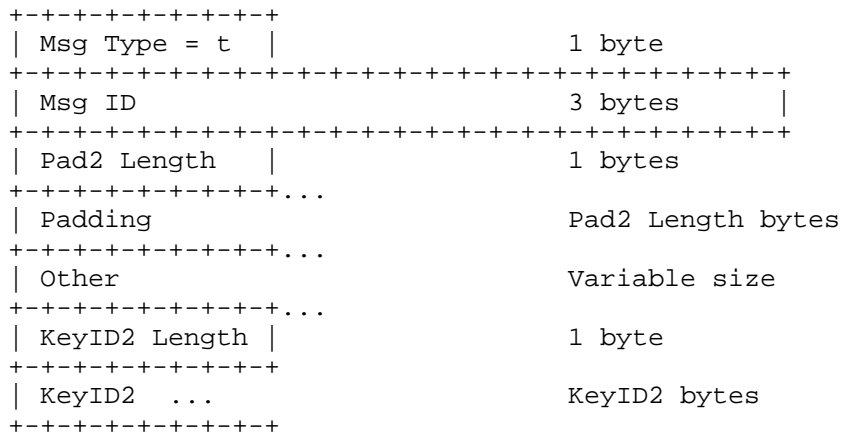 +-+-+-+-+-+-+-+-+
| Msg Type = t  |                  1 byte
+-+-+-+-+-+-+-+-+-+-+-+-+-+-+-+-+-+-+-+-+-+-+-+-+
| Msg ID                           3 bytes      |
+-+-+-+-+-+-+-+-+-+-+-+-+-+-+-+-+-+-+-+-+-+-+-+-+
| Pad2 Length   |                  1 bytes
+-+-+-+-+-+-+-+-+...
| Padding                          Pad2 Length bytes
+-+-+-+-+-+-+-+-+...
| Other                            Variable size
+-+-+-+-+-+-+-+-+...
| KeyID2 Length |                  1 byte
+-+-+-+-+-+-+-+-+
| KeyID2  ...                      KeyID2 bytes
+-+-+-+-+-+-+-+-+